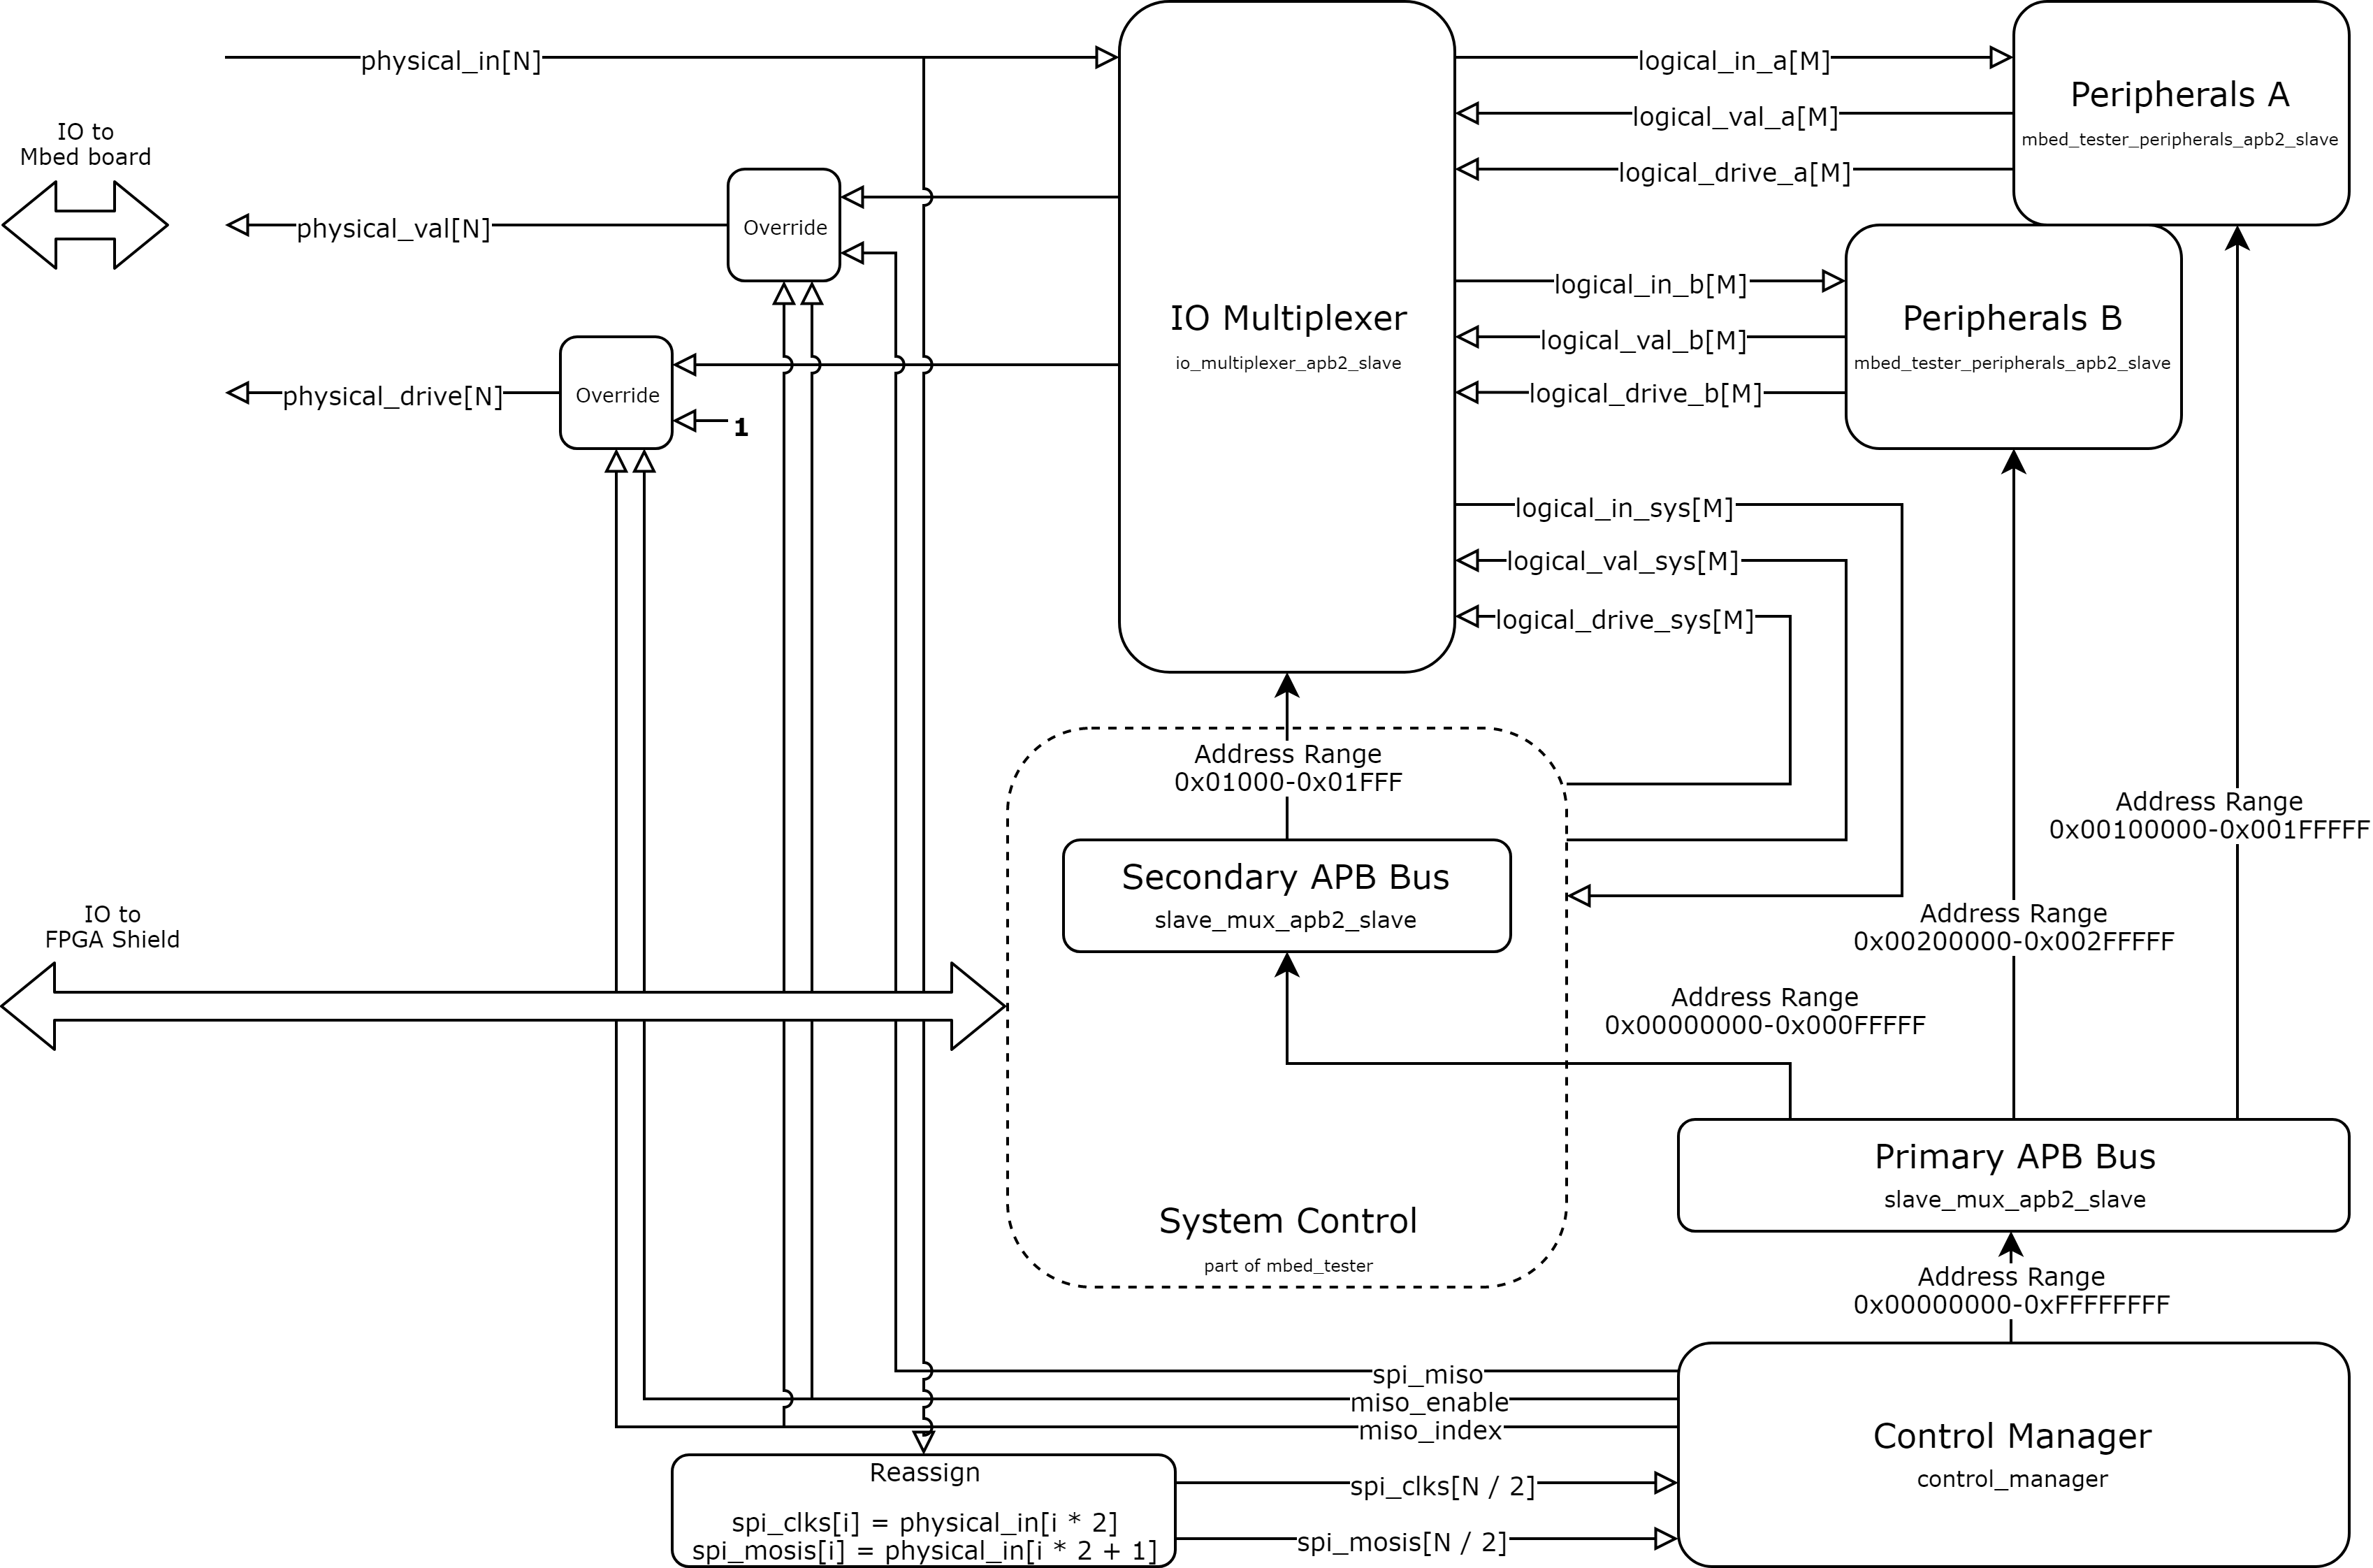 physical_in[N]
logical_in_a[M]
Peripherals A
mbed_tester_peripherals_apb2_slave
logical_val_a[M]
logical_drive_a[M]
IO to
Mbed board
physical_val[N]
Override
IO Multiplexer
io_multiplexer_apb2_slave
logical_in_b[M]
Peripherals B
mbed_tester_peripherals_apb2_slave
logical_val_b[M]
logical_drive_b[M]
physical_drive[N]
Override
1
logical_in_sys[M]
logical_val_sys[M]
logical_drive_sys[M]
Address Range
0x01000-0x01FFF
Address Range
0x00100000-0x001FFFFF
Secondary APB Bus
slave_mux_apb2_slave
IO to
FPGA Shield
Address Range
0x00200000-0x002FFFFF
Address Range
0x00000000-0x000FFFFF
Primary APB Bus
slave_mux_apb2_slave
System Control
part of mbed_tester
Address Range
0x00000000-0xFFFFFFFF
spi_miso
miso_enable
miso_index
Control Manager
control_manager
Reassign
spi_clks[i] = physical_in[i * 2]
spi_mosis[i] = physical_in[i * 2 + 1]
spi_clks[N / 2]
spi_mosis[N / 2]